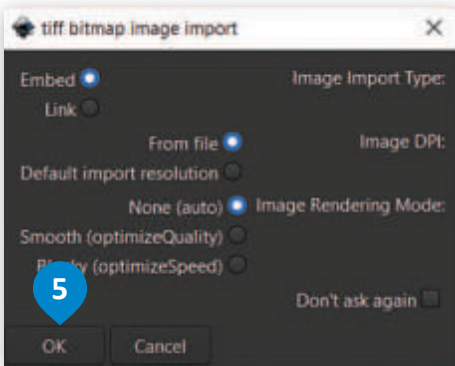 tiff bitmap image import
Embed Image Import Type:
Link
From file Image DPI:
Default import resolution
None (auto) Image Rendering Mode:
Smooth (optimizeQuality)
(optimizeSpeed)
5
Don't ask again
OK Cancel